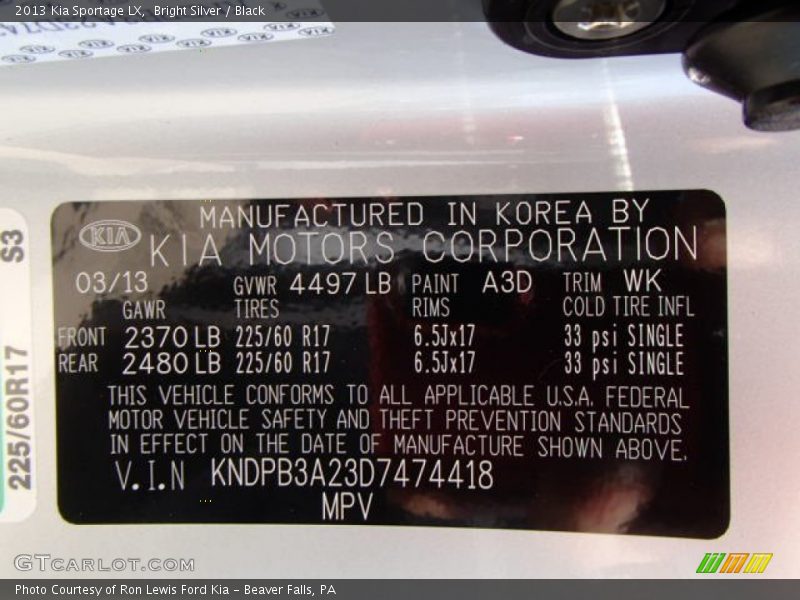 2013 Kia Sportage LX,  Bright Silver / Black
KIA
MANUFACTURED IN KOREA BY
KIA MOTORS CORPORATION
03/13 GVWR 4497 LB PAINT A3D TRIM WK
GAWR TIRES RIMS COLD TIRE INFL
FRONT 2370 LB 225/60 R17 6.5Jx17 33 psi SINGLE
REAR 2480 LB 225/60 R17 6.5Jx17 33 psi SINGLE
THIS VEHICLE CONFORMS TO ALL APPLICABLE U.S.A. FEDERAL
MOTOR VEHICLE SAFETY AND THEFT PREVENTION STANDARDS
IN EFFECT ON THE DATE OF MANUFACTURE SHOWN ABOVE.
V.I.N KNDPB3A23D7474418
MPV
225/60R17 S3
GTCARLOT.COM
Photo Courtesy of Ron Lewis Ford Kia - Beaver Falls, PA